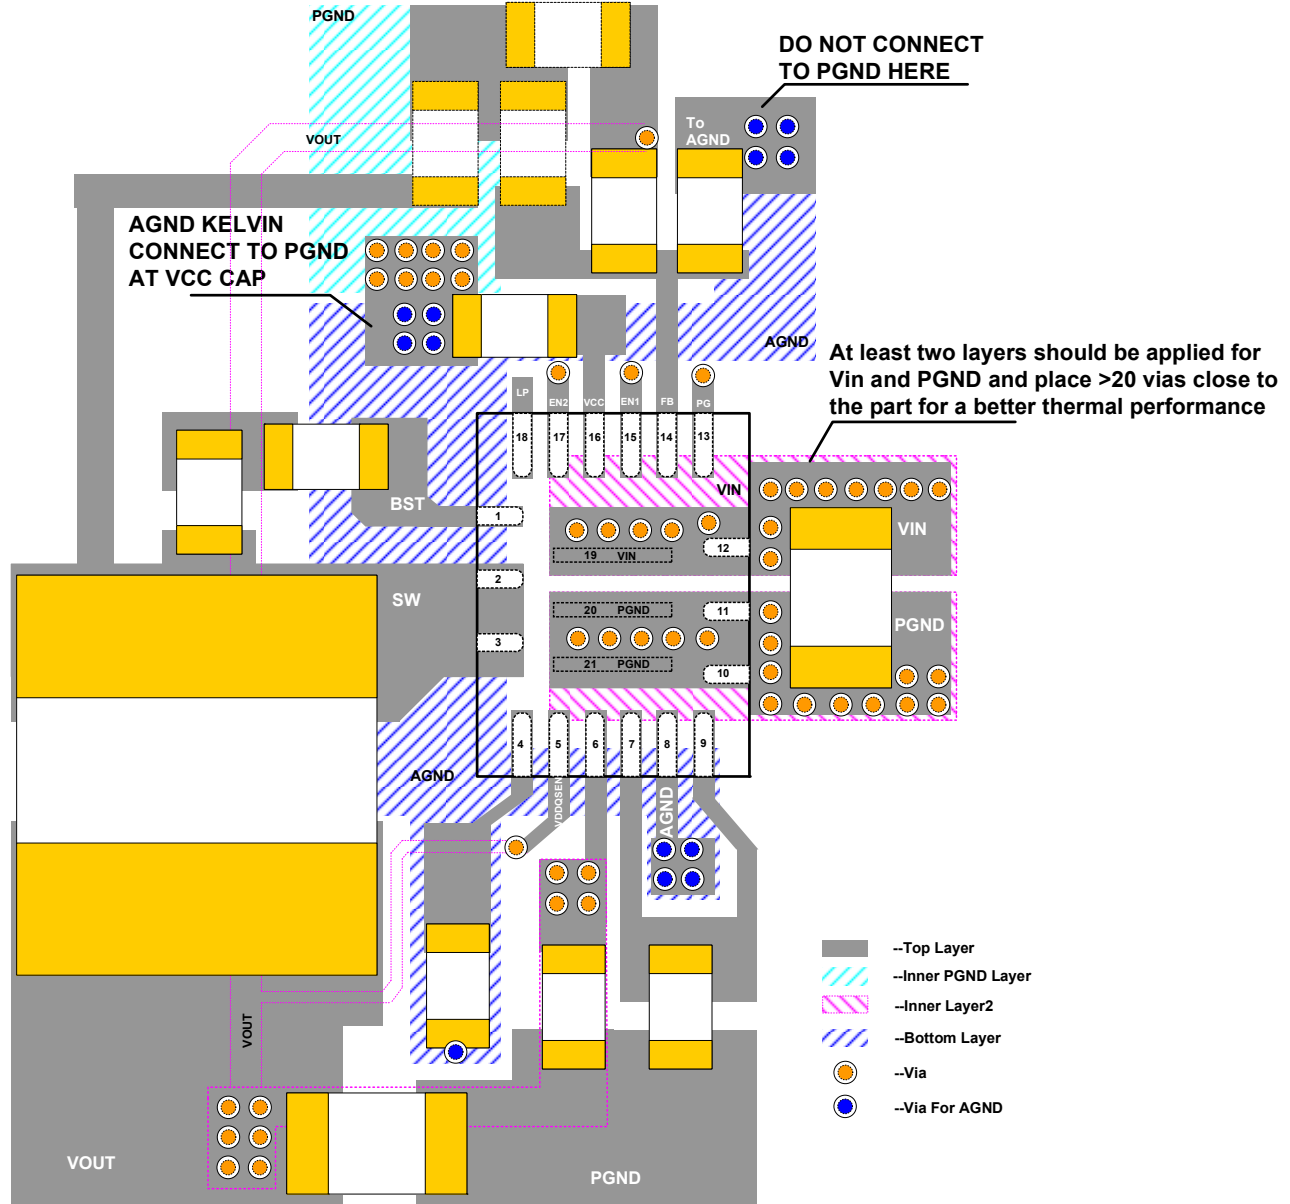 PGND
DO NOT CONNECT
TO PGND HERE
To
AGND
VOUT
AGND KELVIN
CONNECT TO PGND
AT VCC CAP
AGND
At least two layers should be applied for
Vin and PGND and place >20 vias close to
the part for a better thermal performance
LP
EN2
VCC
EN1
FB
PG
18
17
16
15
14
13
VIN
BST
1
VIN
12
19 VIN
2
SW
20 PGND
11
PGND
3
21 PGND
10
4
5
6
7
8
9
AGND
VDDQSEN
AGND
--Top Layer
--Inner PGND Layer
--Inner Layer2
--Bottom Layer
--Via
--Via For AGND
VOUT
VOUT
PGND